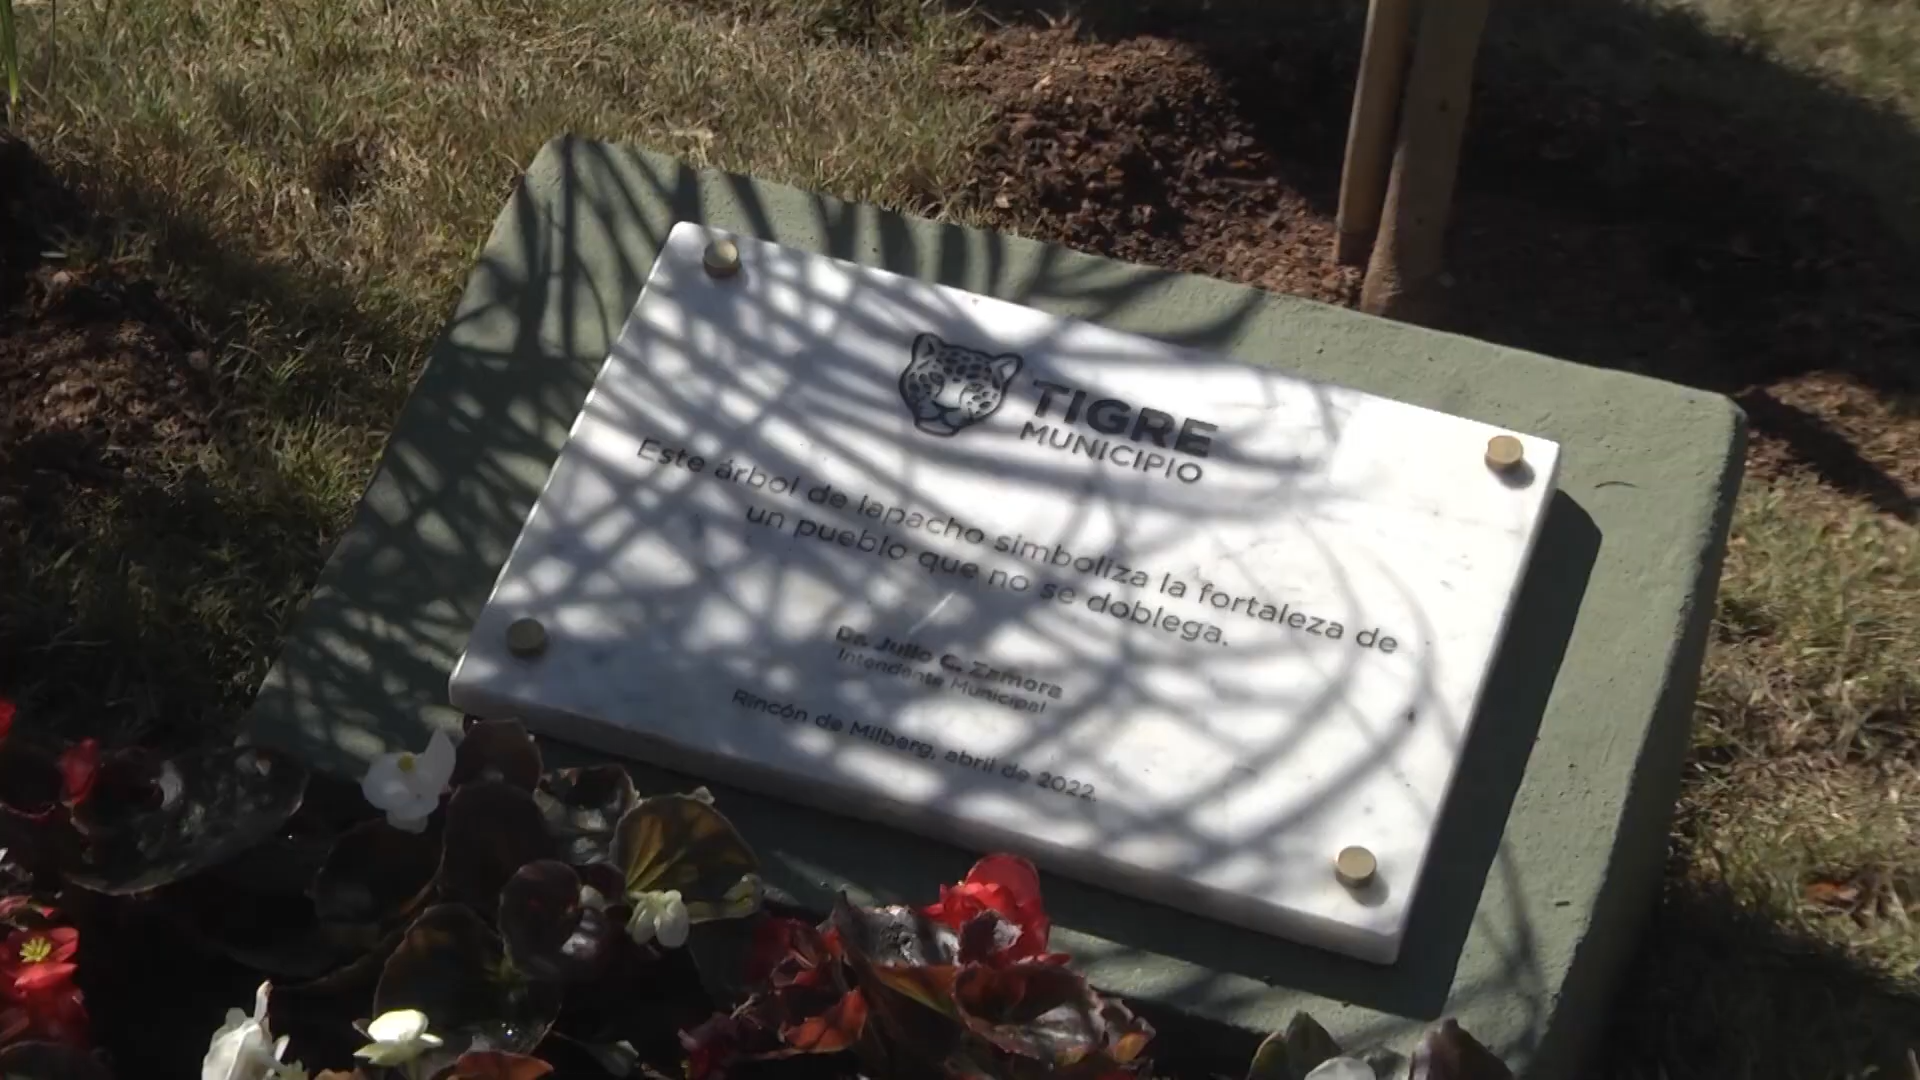 TIGRE
MUNICIPIO
Este árbol de lapacho simboliza la fortaleza de
un pueblo que no se doblega.
Dr. Julio C. Zamora
Intendente Municipal
Rincón de Milberg, abril de 2022.